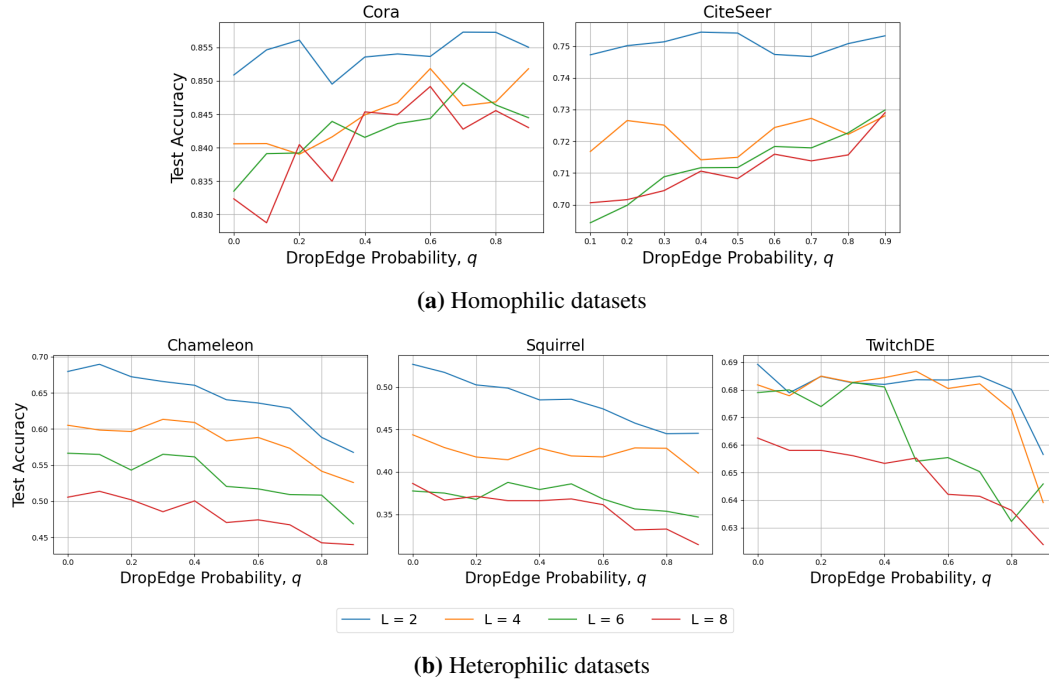 Cora
CiteSeer
Test Accuracy
0.855
0.850
0.845
0.840
0.835
0.830
0.0 0.2 0.4 0.6 0.8
DropEdge Probability, q
0.75
0.74
0.73
0.72
0.71
0.70
0.1 0.2 0.3 0.4 0.5 0.6 0.7 0.8 0.9
DropEdge Probability, q
(a) Homophilic datasets
Chameleon
Squirrel
TwitchDE
Test Accuracy
0.70
0.65
0.60
0.55
0.50
0.45
0.0 0.2 0.4 0.6 0.8
DropEdge Probability, q
0.50
0.45
0.40
0.35
0.0 0.2 0.4 0.6 0.8
DropEdge Probability, q
0.69
0.68
0.67
0.66
0.65
0.64
0.63
0.0 0.2 0.4 0.6 0.8
DropEdge Probability, q
L = 2 L = 4 L = 6 L = 8
(b) Heterophilic datasets